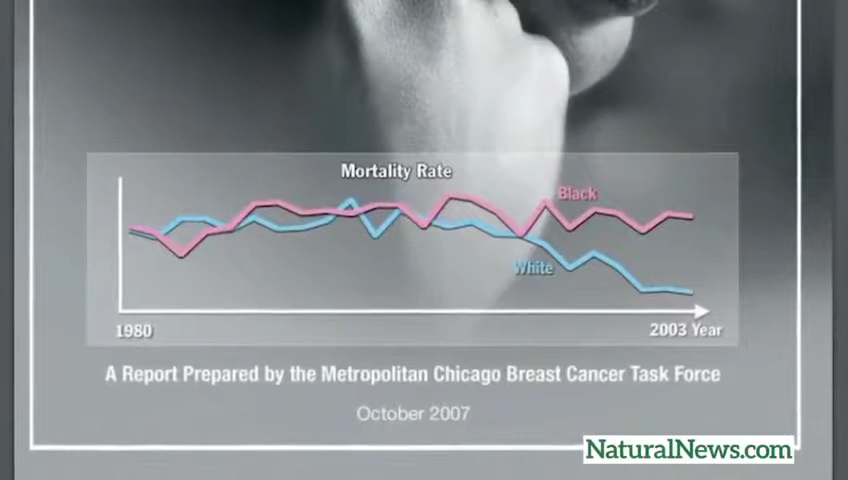 Mortality Rate
Black
White
1980
2003 Year
A Report Prepared by the Metropolitan Chicago Breast Cancer Task Force
October 2007
NaturalNews.com